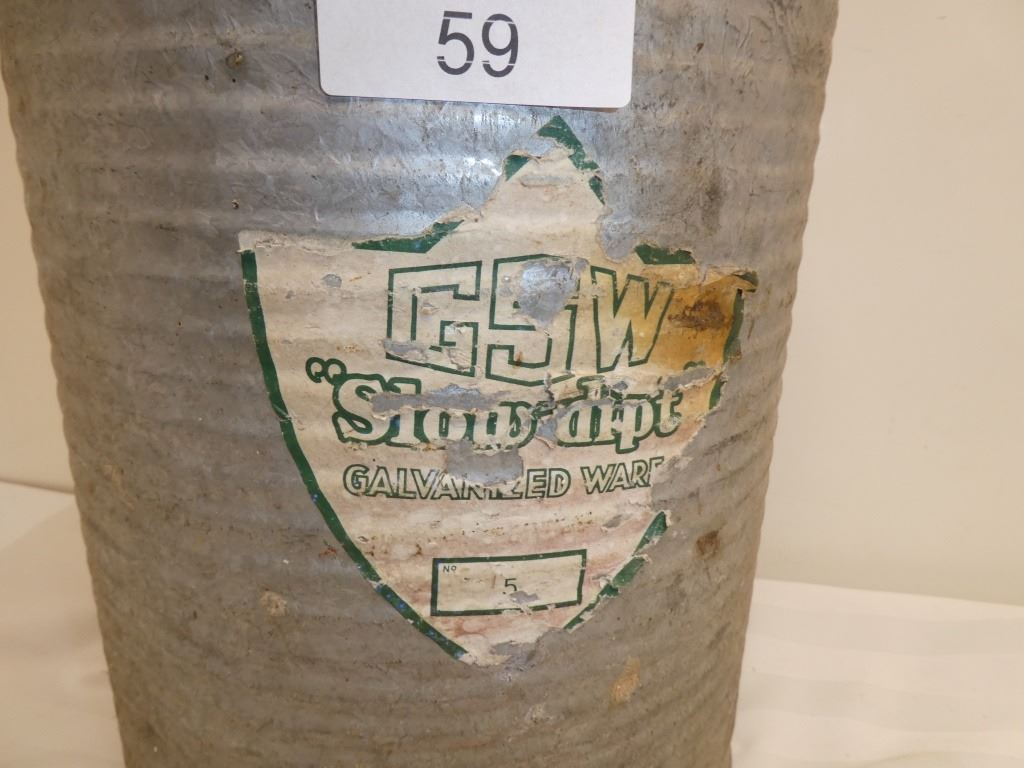 59
GSW
"Slow dipt"
GALVANIZED WARE
No 5